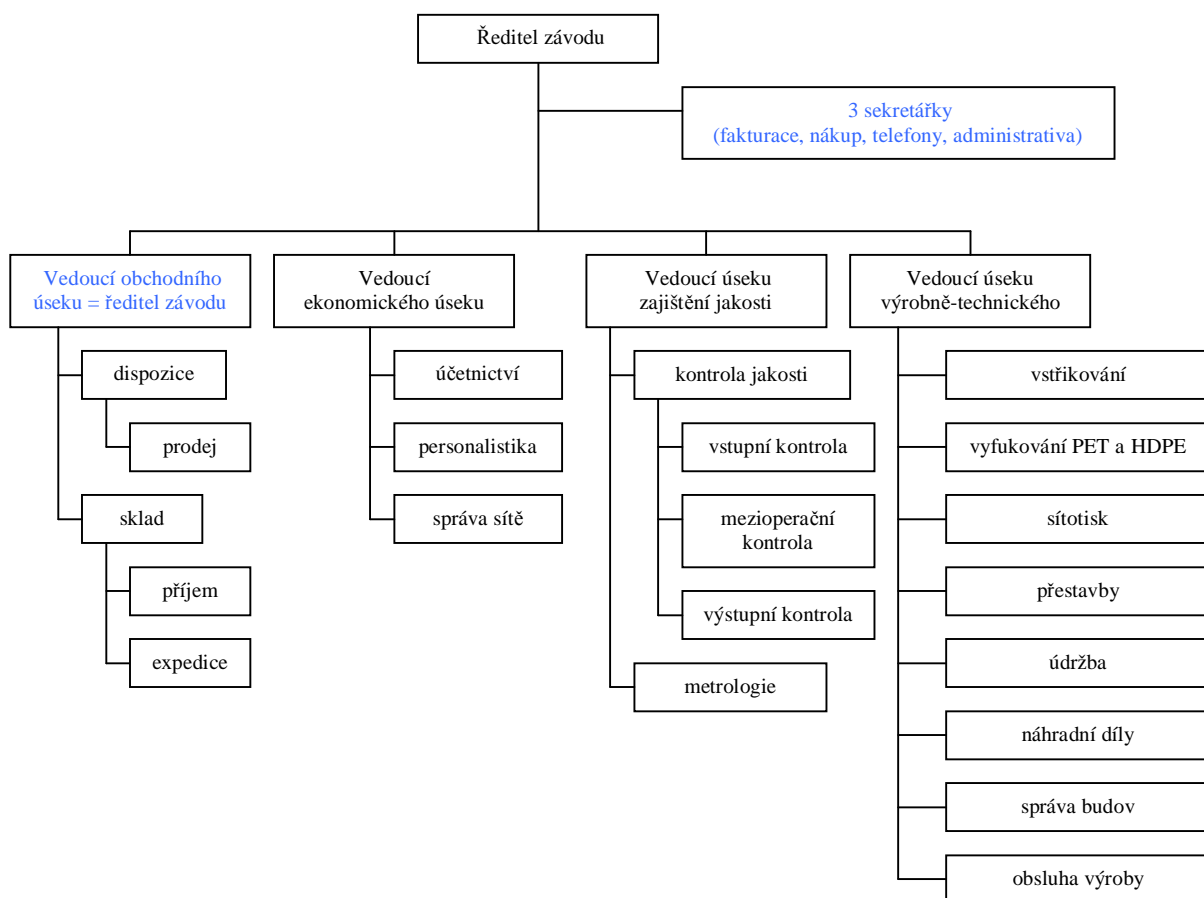 Ředitel závodu
3 sekretářky
(fakturace, nákup, telefony, administrativa)
Vedoucí obchodního
úseku = ředitel závodu
dispozice
prodej
sklad
příjem
expedice
Vedoucí
ekonomického úseku
účetnictví
personalistika
správa sítě
Vedoucí úseku
zajištění jakosti
kontrola jakosti
vstupní kontrola
mezioperační
kontrola
výstupní kontrola
metrologie
Vedoucí úseku
výrobně-technického
vstřikování
vyfukování PET a HDPE
sítotisk
přestavby
údržba
náhradní díly
správa budov
obsluha výroby